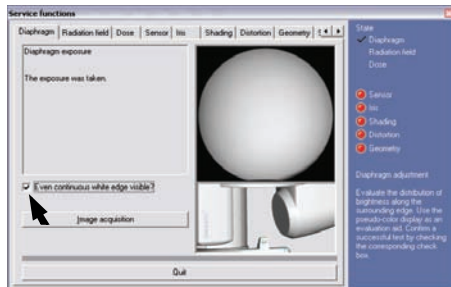 Service functions
Diaphragm
Radiation field
Dose
Sensor
Iris
Shading
Distortion
Geometry
Diaphragm exposure
The exposure was taken.
Even continuous white edge visible?
Image acquisition
Quit
State
Diaphragm
Radiation field
Dose
Sensor
Iris
Shading
Distortion
Geometry
Diaphragm adjustment
Evaluate the distribution of
brightness along the
surrounding edge. Use the
pseudo-color display as an
evaluation aid. Confirm a
successful test by checking
the corresponding check
box.